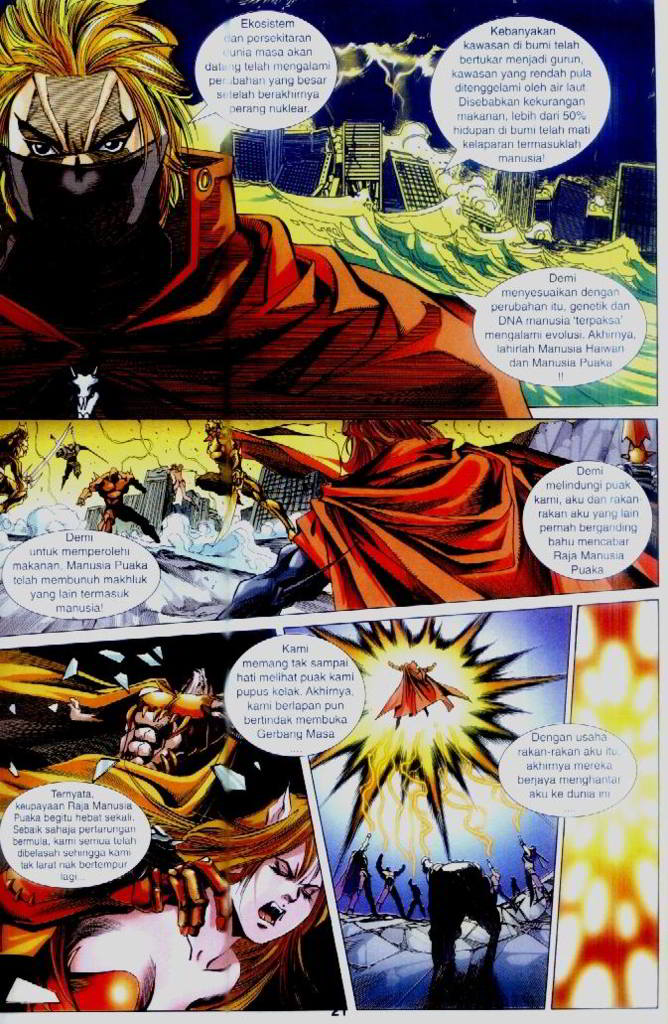 Ekosistem
dan persekitaran
dunia masa akan
datang telah mengalami
perubahan yang besar
setelah berakhirnya
perang nuklear.
Kebanyakan
kawasan di bumi telah
bertukar menjadi gurun,
kawasan yang rendah pula
ditenggelami oleh air laut.
Disebabkan kekurangan
makanan, lebih dari 50%
hidupan di bumi telah mati
kelaparan termasuk
manusia!
Demi
menyesuaikan dengan
perubahan itu, genetik dan
DNA manusia 'terpaksa'
mengalami evolusi. Akhirnya,
lahirlah Manusia Haiwan
dan Manusia Puaka
!!
Demi
untuk memperolehi
makanan, Manusia Puaka
telah membunuh makhluk
yang lain termasuk
manusia!
Demi
melindungi puak
kami, aku dan rakan-
rakan aku yang lain
pernah berganding
bahu mencabar
Raja Manusia
Puaka
Ternyata,
keupayaan Raja Manusia
Puaka begitu hebat sekali.
Sebaik sahaja pertarungan
bermula, kami semua telah
dibelasah sehingga kami
tak larat nak bertempur
lagi...
Kami
memang tak sampai
hati melihat puak kami
pupus kelak. Akhirnya,
kami berlapan pun
bertindak membuka
Gerbang Masa
....
Dengan usaha
rakan-rakan aku itu,
akhirnya mereka
berjaya menghantar
aku ke dunia ini
....
21